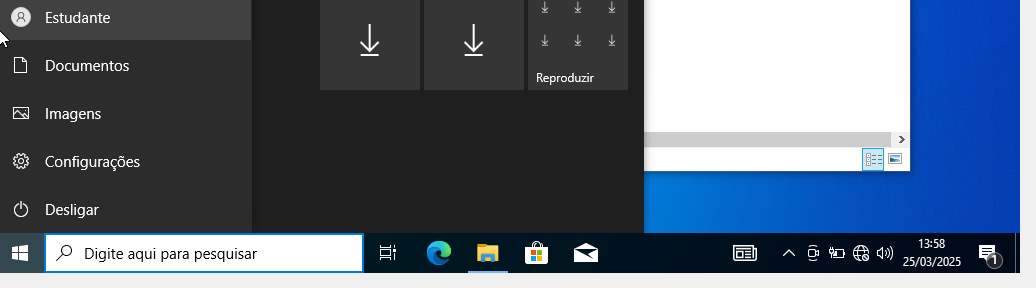 Estudante
Documentos
Imagens
Configurações
Desligar
Reproduzir
Digite aqui para pesquisar
13:58
25/03/2025
1